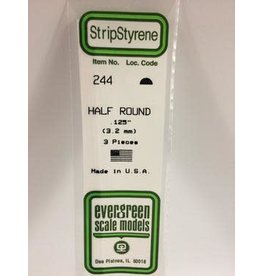 StripStyrene
Item No. Loc. Code
244
HALF ROUND
.125"
(3.2 mm)
3 Pieces
Made in U.S.A.
evergreen
scale models
Des Plaines, IL 60018